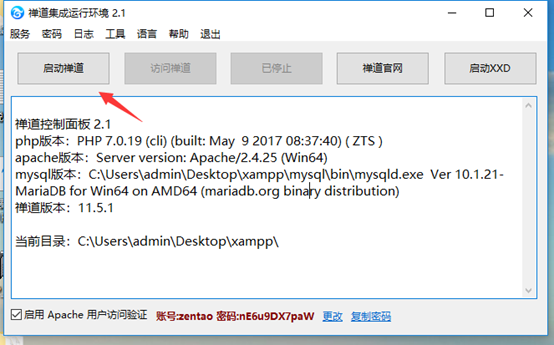 禅道集成运行环境 2.1
服务 密码 日志 工具 语言 帮助 退出
启动禅道 访问禅道 已停止 禅道官网 启动XXD
禅道控制面板 2.1
php版本：PHP 7.0.19 (cli) (built: May  9 2017 08:37:40) ( ZTS )
apache版本：Server version: Apache/2.4.25 (Win64)
mysql版本：C:\Users\admin\Desktop\xampp\mysql\bin\mysqld.exe  Ver 10.1.21-
MariaDB for Win64 on AMD64 (mariadb.org binary distribution)
禅道版本：11.5.1
当前目录：C:\Users\admin\Desktop\xampp\
启用 Apache 用户访问验证 账号:zentao 密码:nE6u9DX7paW 更改 复制密码